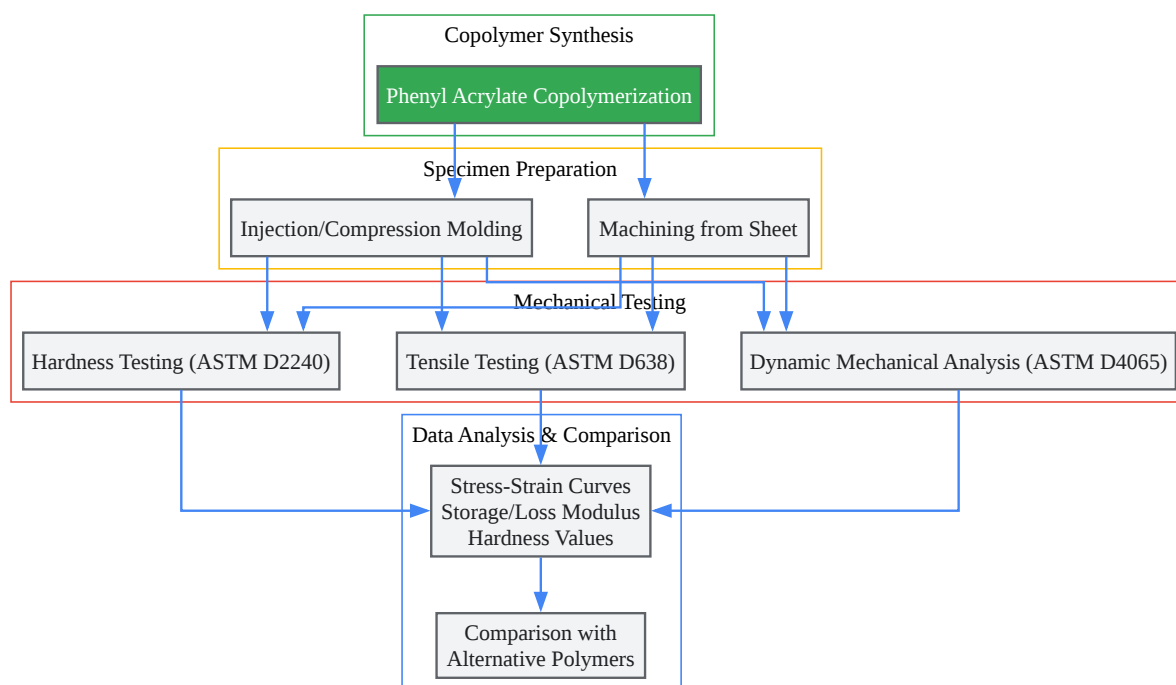 Copolymer Synthesis
Phenyl Acrylate Copolymerization
Specimen Preparation
Injection/Compression Molding
Machining from Sheet
Mechanical Testing
Hardness Testing (ASTM D2240)
Tensile Testing (ASTM D638)
Dynamic Mechanical Analysis (ASTM D4065)
Data Analysis & Comparison
Stress-Strain Curves
Storage/Loss Modulus
Hardness Values
Comparison with
Alternative Polymers